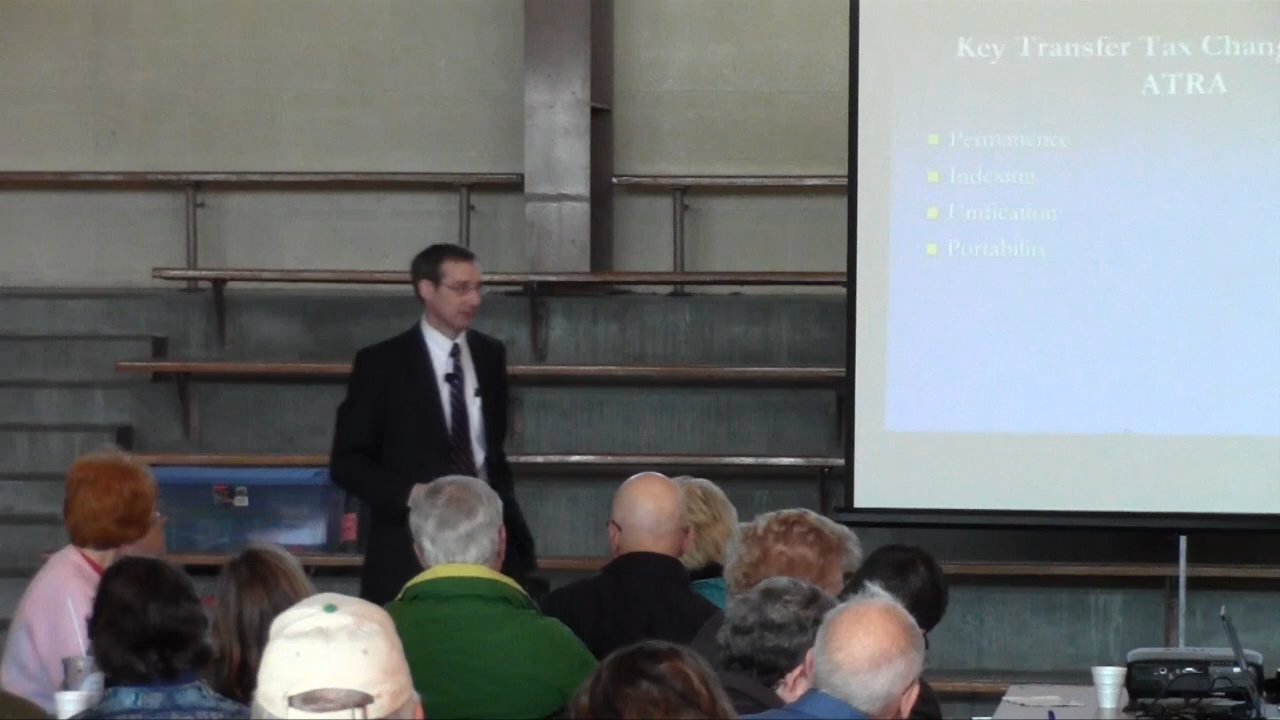 Key Transfer Tax Chang
ATRA
Permanence
Indexing
Unification
Portability